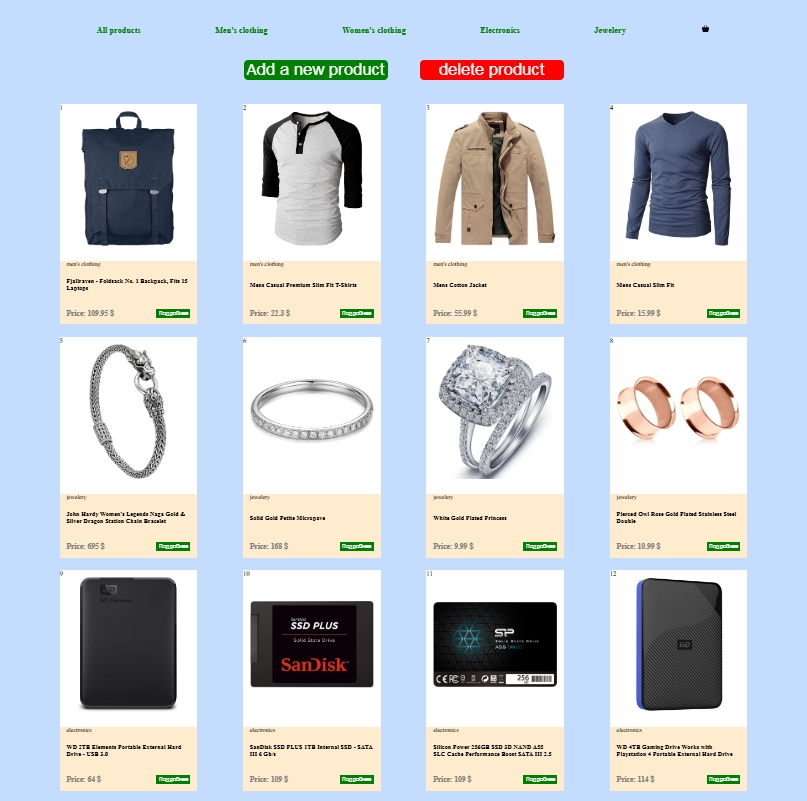 All products Men's clothing Women's clothing Electronics Jewelery
Add a new product delete product
1
men's clothing
Fjallraven - Foldsack No. 1 Backpack, Fits 15
Laptops
Price: 109.95 $ Подробнее
2
men's clothing
Mens Casual Premium Slim Fit T-Shirts
Price: 22.3 $ Подробнее
3
men's clothing
Mens Cotton Jacket
Price: 55.99 $ Подробнее
4
men's clothing
Mens Casual Slim Fit
Price: 15.99 $ Подробнее
5
jewelery
John Hardy Women's Legends Naga Gold &
Silver Dragon Station Chain Bracelet
Price: 695 $ Подробнее
6
jewelery
Solid Gold Petite Micropave
Price: 168 $ Подробнее
7
jewelery
White Gold Plated Princess
Price: 9.99 $ Подробнее
8
jewelery
Pierced Owl Rose Gold Plated Stainless Steel
Double
Price: 10.99 $ Подробнее
9
WD
WD Elements
electronics
WD 2TB Elements Portable External Hard
Drive - USB 3.0
Price: 64 $ Подробнее
10
SanDisk
SSD PLUS
Solid State Drive
SanDisk
electronics
SanDisk SSD PLUS 1TB Internal SSD - SATA
III 6 Gb/s
Price: 109 $ Подробнее
11
SP
Silicon Power
A55
256
electronics
Silicon Power 256GB SSD 3D NAND A55
SLC Cache Performance Boost SATA III 2.5
Price: 109 $ Подробнее
12
WD
electronics
WD 4TB Gaming Drive Works with
Playstation 4 Portable External Hard Drive
Price: 114 $ Подробнее